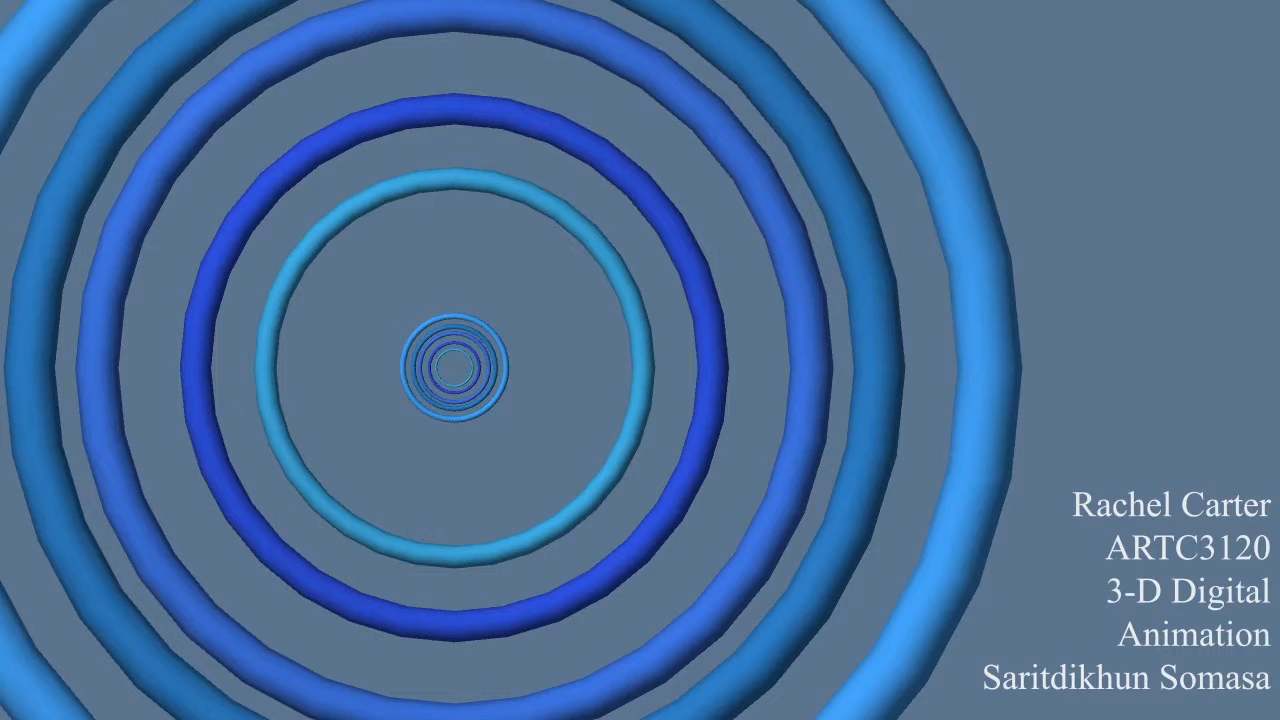 Rachel Carter
ARTC3120
3-D Digital
Animation
Saritdikhun Somasa